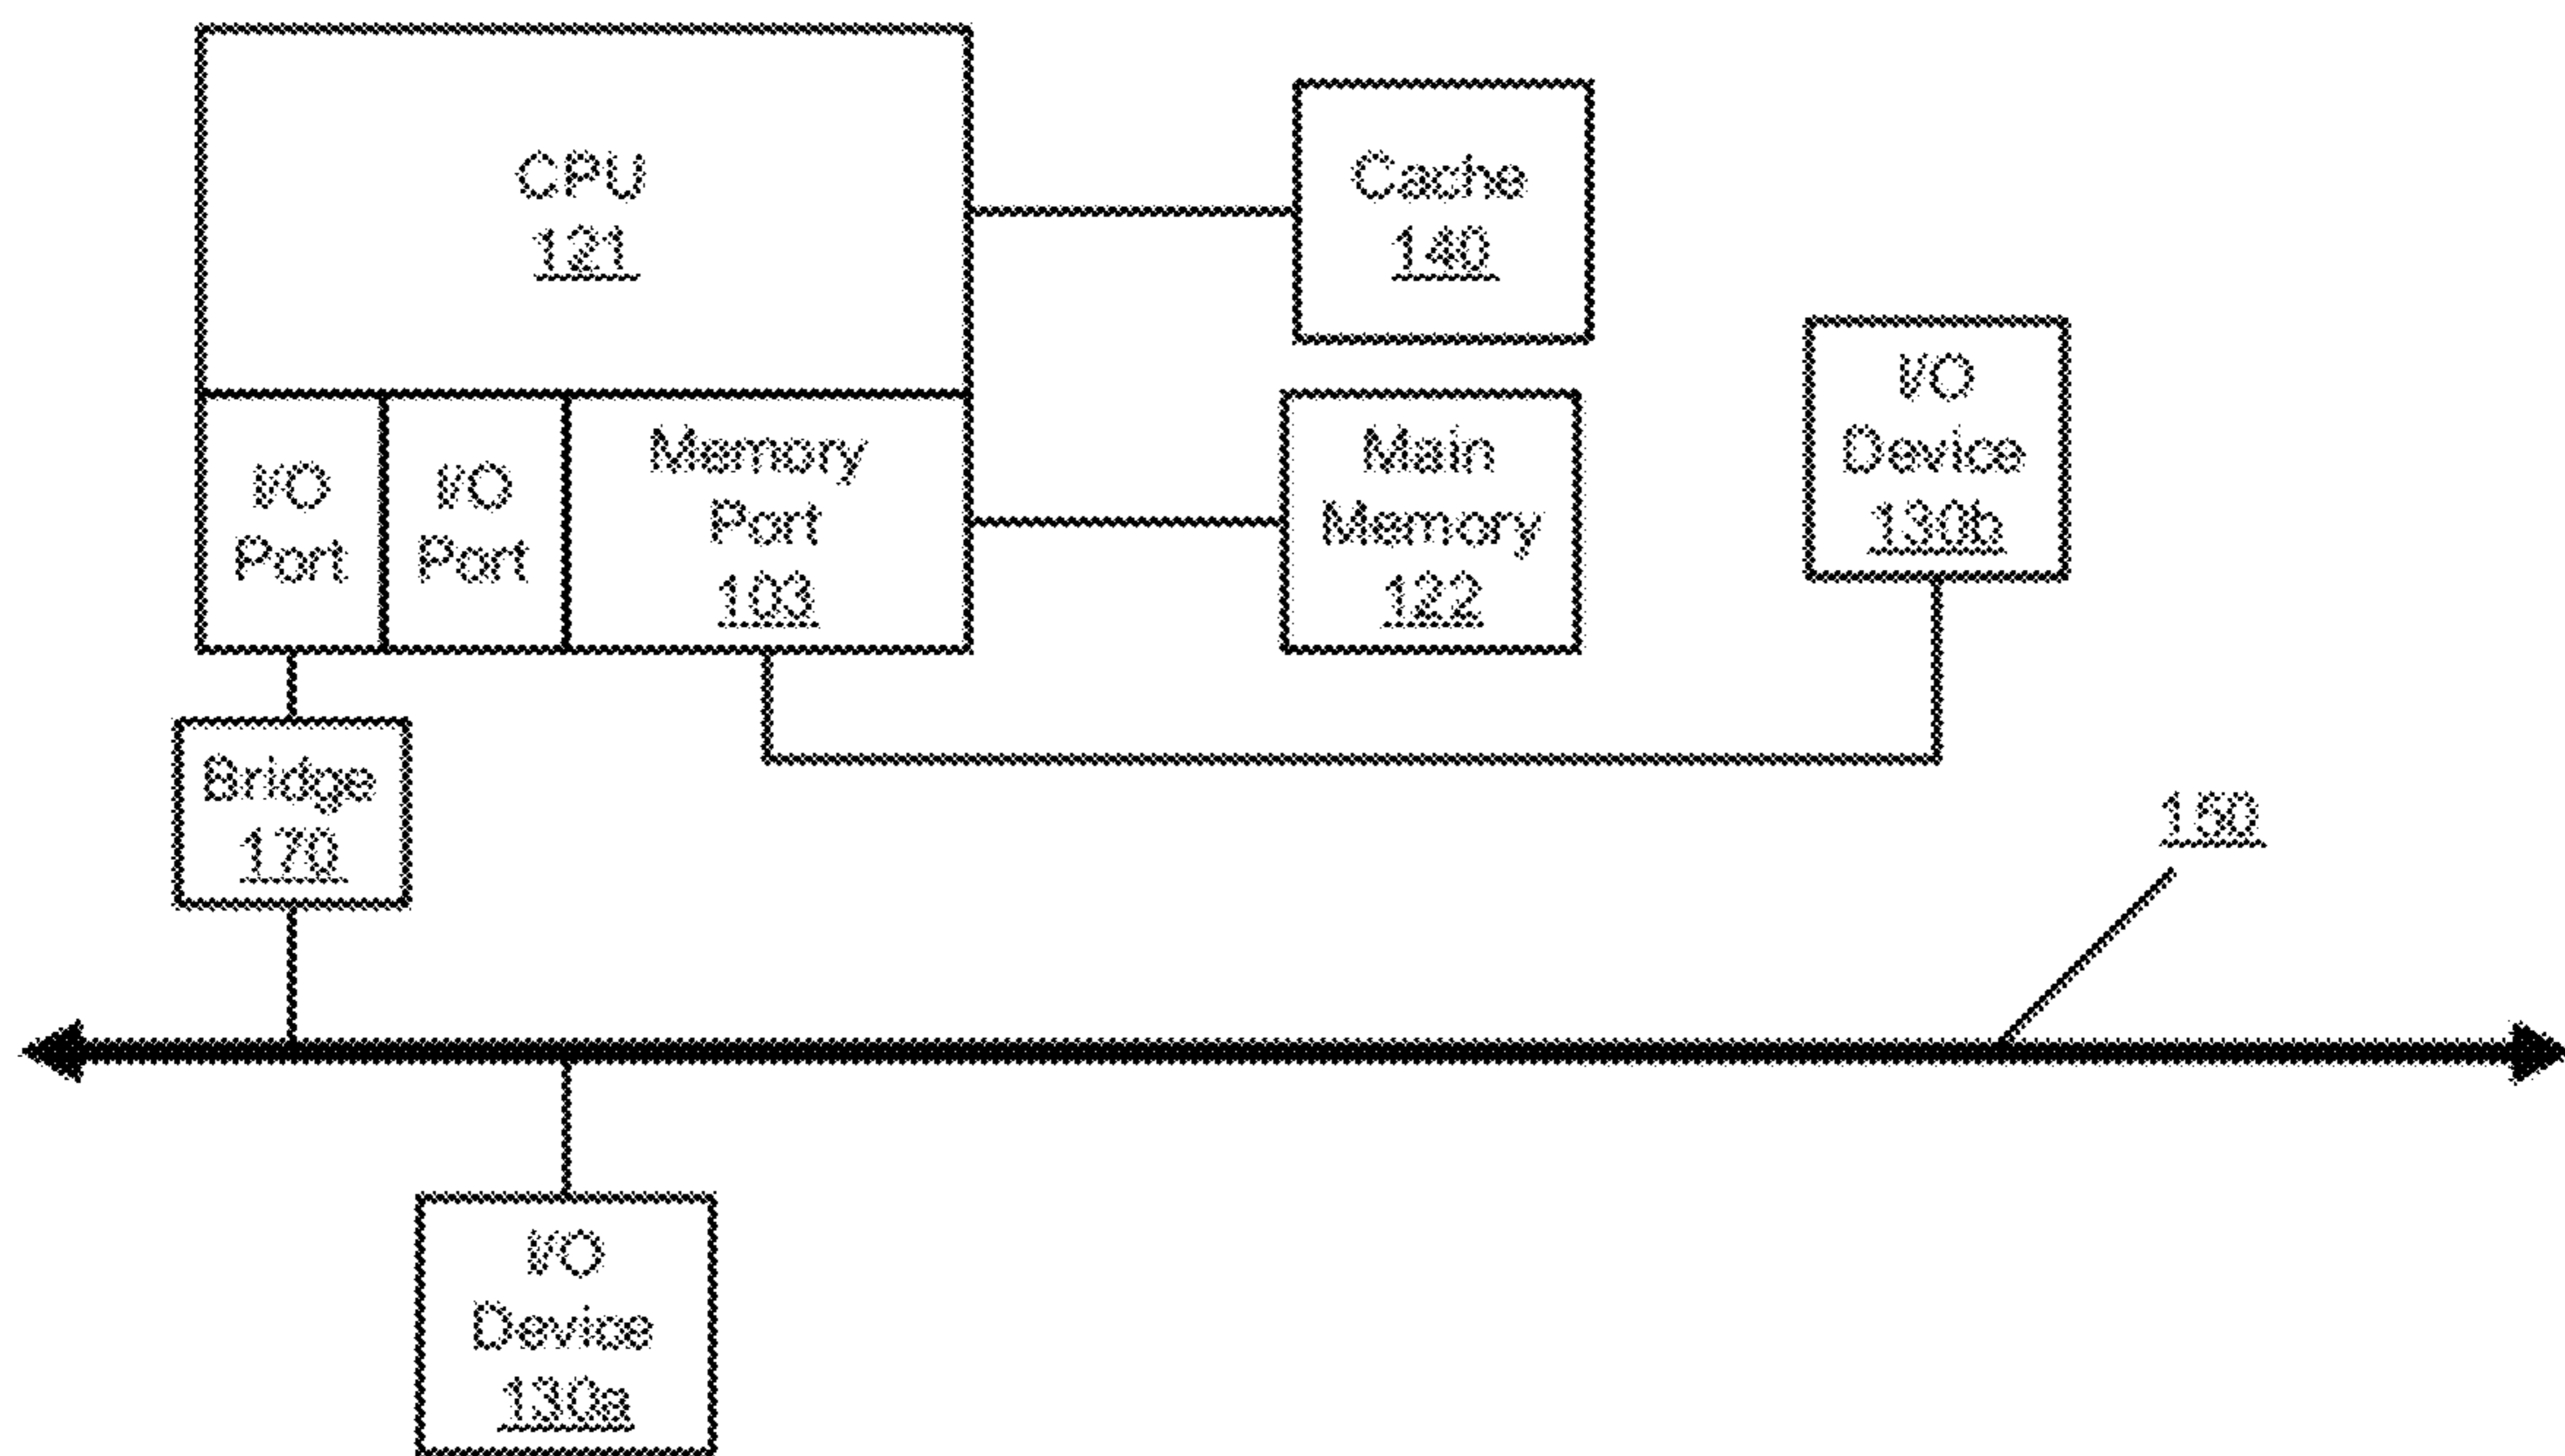 CPU
121
Cache
140
I/O
Device
130b
I/O
Port
I/O
Port
Memory
Port
103
Main
Memory
122
Bridge
170
150
I/O
Device
130a